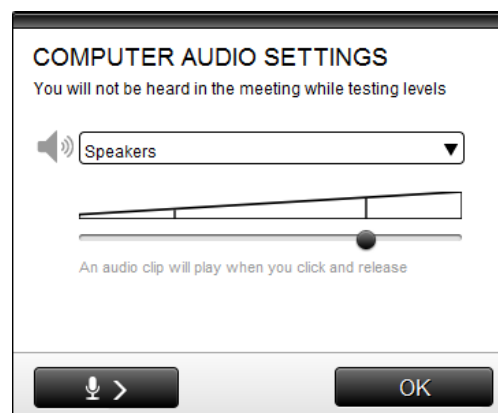 COMPUTER AUDIO SETTINGS
You will not be heard in the meeting while testing levels
Speakers
An audio clip will play when you click and release
OK